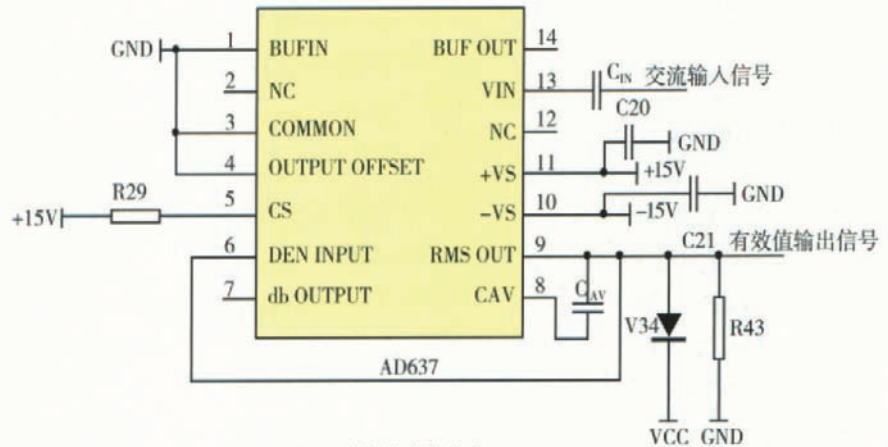 GND
1
BUFIN
BUF OUT
14
2
NC
VIN
13
C_IN
交流输入信号
3
COMMON
NC
12
C20
GND
4
OUTPUT OFFSET
+VS
11
+15V
R29
+15V
5
CS
-VS
10
-15V
GND
6
DEN INPUT
RMS OUT
9
C21
有效值输出信号
7
db OUTPUT
CAV
8
C_AV
V34
R43
AD637
VCC
GND